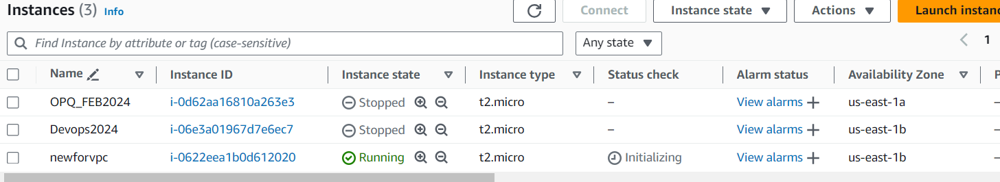 Instances (3) Info Connect Instance state Actions Launch instanc
Find Instance by attribute or tag (case-sensitive) Any state 1
Name Instance ID Instance state Instance type Status check Alarm status Availability Zone P
OPQ_FEB2024 i-0d62aa16810a263e3 Stopped t2.micro – View alarms + us-east-1a –
Devops2024 i-06e3a01967d7e6ec7 Stopped t2.micro – View alarms + us-east-1b –
newforvpc i-0622eea1b0d612020 Running t2.micro Initializing View alarms + us-east-1b –